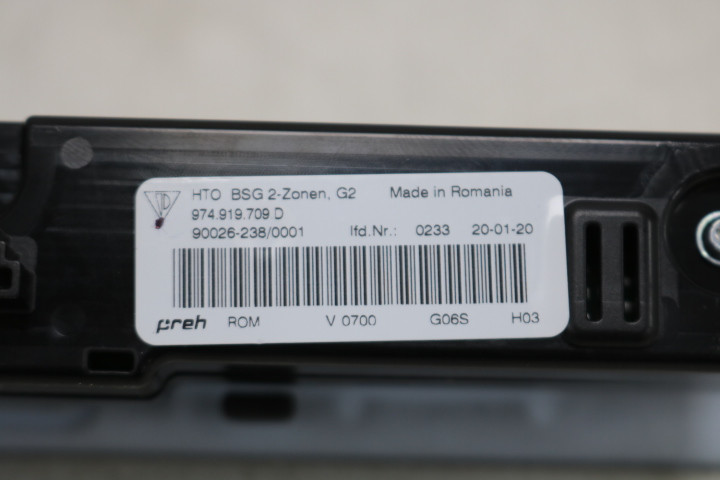 HTO BSG 2-Zonen, G2 Made in Romania
974.919.709 D
90026-238/0001 lfd.Nr.: 0233 20-01-20
preh ROM V 0700 G06S H03